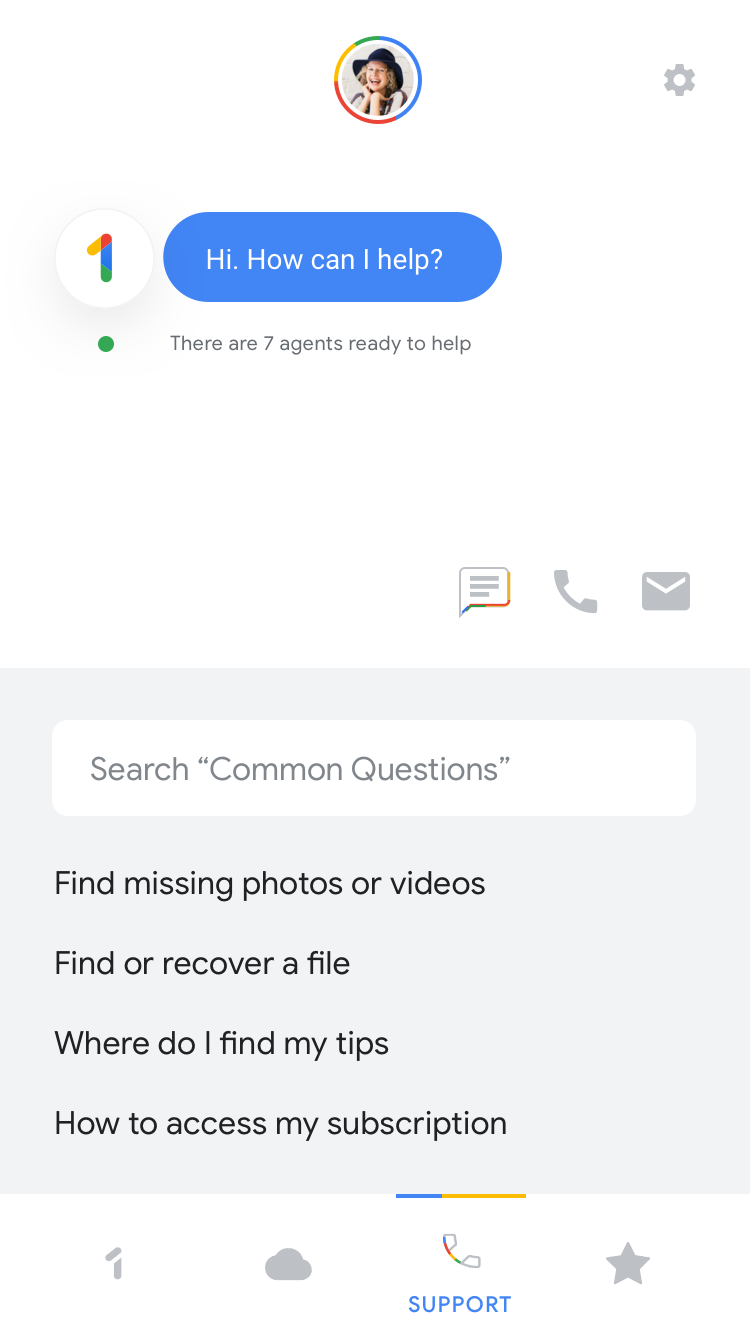 Hi. How can I help?
There are 7 agents ready to help
Search “Common Questions”
Find missing photos or videos
Find or recover a file
Where do I find my tips
How to access my subscription
SUPPORT